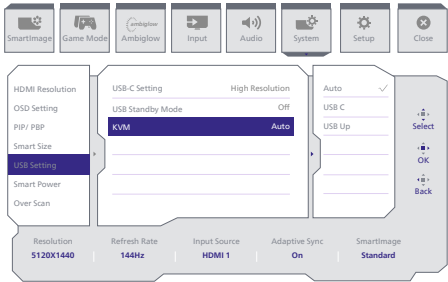 SmartImage
Game Mode
ambiglow
Ambiglow
Input
Audio
System
Setup
Close
HDMI Resolution
OSD Setting
PIP/ PBP
Smart Size
USB Setting
Smart Power
Over Scan
USB-C Setting High Resolution
USB Standby Mode Off
KVM Auto
Auto
USB C
USB Up
Select
OK
Back
Resolution Refresh Rate Input Source Adaptive Sync SmartImage
5120X1440 144Hz HDMI 1 On Standard